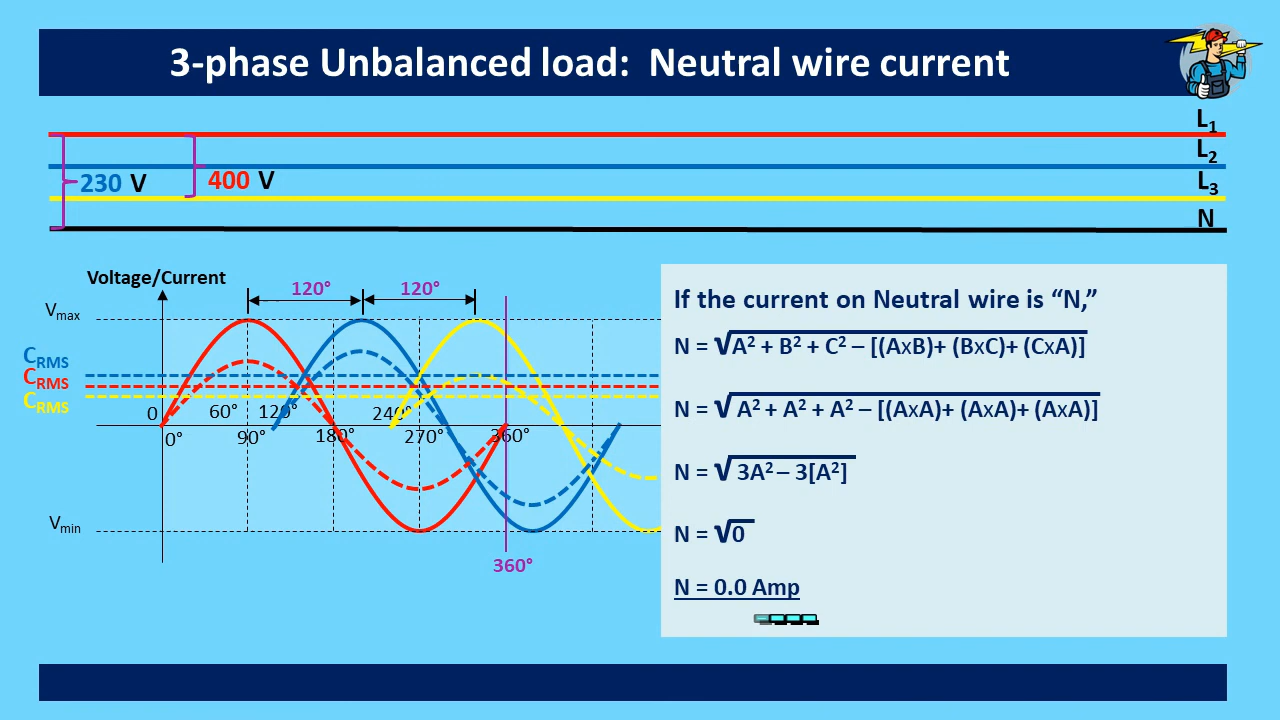 3-phase Unbalanced load: Neutral wire current
L1
L2
L3
N
230 V
400 V
Voltage/Current
120°
120°
Vmax
CRMS
CRMS
CRMS
0
60°
120°
240°
0°
90°
180°
270°
360°
Vmin
360°
If the current on Neutral wire is “N,”
N = √A² + B² + C² – [(AxB)+ (BxC)+ (CxA)]
N = √ A² + A² + A² – [(AxA)+ (AxA)+ (AxA)]
N = √ 3A² – 3[A²]
N = √0
N = 0.0 Amp